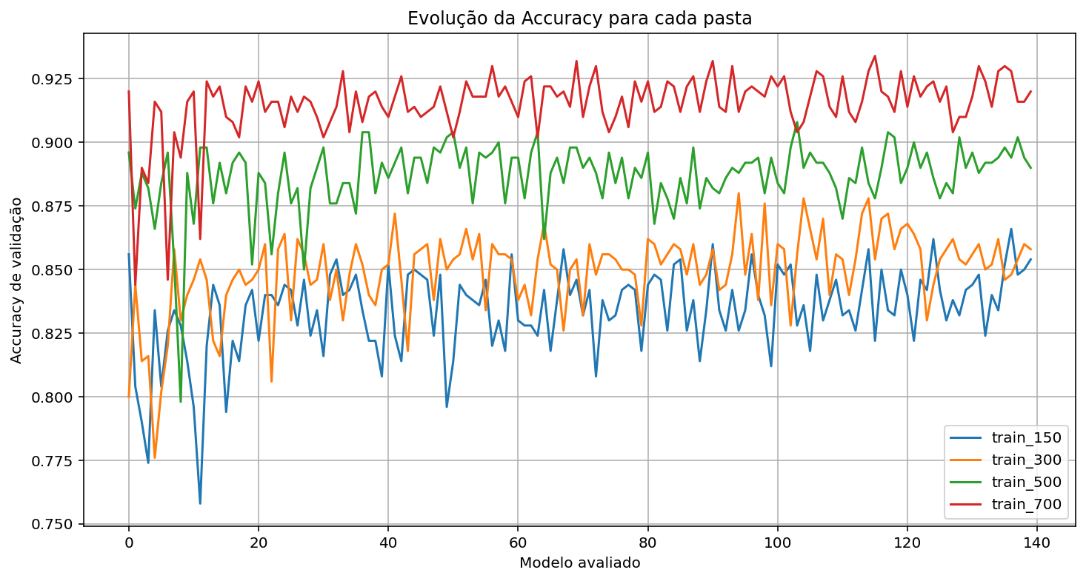 Evolução da Accuracy para cada pasta
Accuracy de validação
0.925
0.900
0.875
0.850
0.825
0.800
0.775
0.750
0 20 40 60 80 100 120 140
Modelo avaliado
train_150
train_300
train_500
train_700